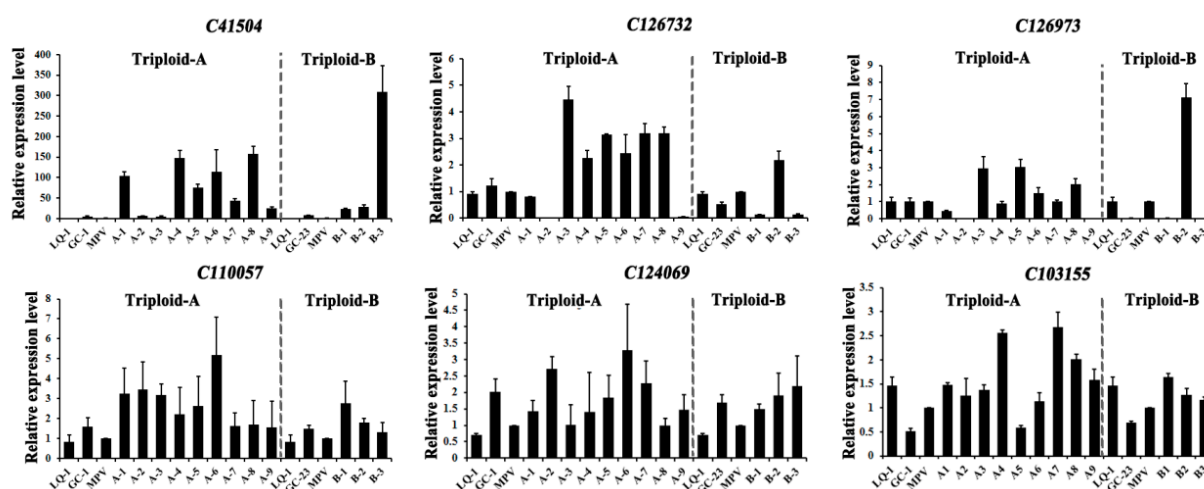 C41504
Relative expression level
400
350
300
250
200
150
100
50
0
Triploid-A
Triploid-B
LQ-1 GC-1 MPV A-1 A-2 A-3 A-4 A-5 A-6 A-7 A-8 A-9 LQ-1 GC-23 MPV B-1 B-2 B-3
C126732
Relative expression level
6
5
4
3
2
1
0
Triploid-A
Triploid-B
LQ-1 GC-1 MPV A-1 A-2 A-3 A-4 A-5 A-6 A-7 A-8 A-9 LQ-1 GC-23 MPV B-1 B-2 B-3
C126973
Relative expression level
9
8
7
6
5
4
3
2
1
0
Triploid-A
Triploid-B
LQ-1 GC-1 MPV A-1 A-2 A-3 A-4 A-5 A-6 A-7 A-8 A-9 LQ-1 GC-23 MPV B-1 B-2 B-3
C110057
Relative expression level
8
7
6
5
4
3
2
1
0
Triploid-A
Triploid-B
LQ-1 GC-1 MPV A-1 A-2 A-3 A-4 A-5 A-6 A-7 A-8 A-9 LQ-1 GC-23 MPV B-1 B-2 B-3
C124069
Relative expression level
5
4.5
4
3.5
3
2.5
2
1.5
1
0.5
0
Triploid-A
Triploid-B
LQ-1 GC-1 MPV A-1 A-2 A-3 A-4 A-5 A-6 A-7 A-8 A-9 LQ-1 GC-23 MPV B-1 B-2 B-3
C103155
Relative expression level
3.5
3
2.5
2
1.5
1
0.5
0
Triploid-A
Triploid-B
LQ-1 GC-1 MPV A1 A2 A3 A4 A5 A6 A7 A8 A9 LQ-1 GC-23 MPV B1 B2 B3